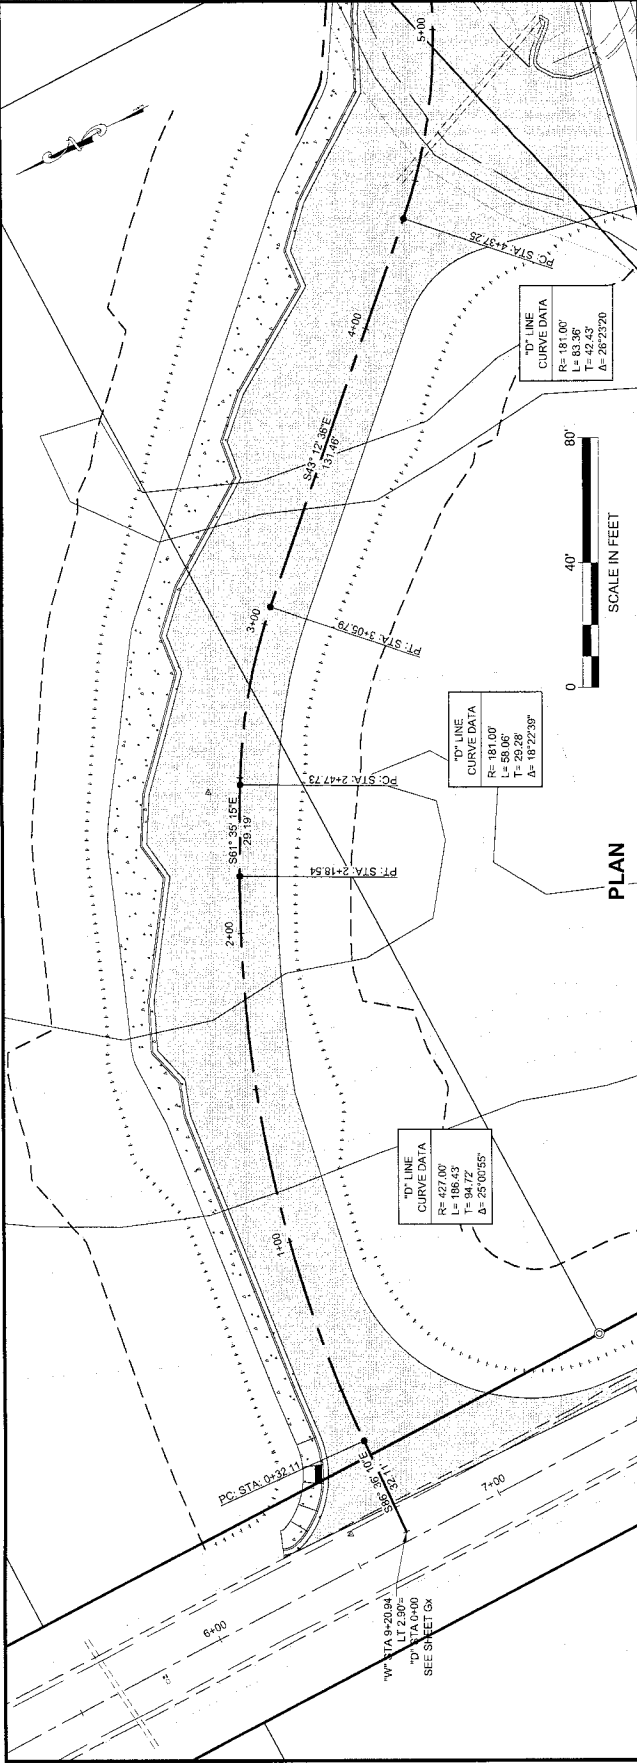 6+00
7+00
"W" STA 9+20.94
LT 2.90'=
"D" STA 0+00
SEE SHEET Gx
S86° 36' 10"E
32.11'
PC: STA: 0+32.11
1+00
"D" LINE
CURVE DATA
R= 427.00'
L= 186.43'
T= 94.72'
Δ= 25°00'55"
2+00
PT: STA: 2+18.54
S61° 35' 15"E
29.19'
PC: STA: 2+47.73
"D" LINE
CURVE DATA
R= 181.00'
L= 58.06'
T= 29.28'
Δ= 18°22'39"
3+00
PT: STA: 3+05.79
S43° 12' 36"E
131.46'
4+00
PC: STA: 4+37.25
"D" LINE
CURVE DATA
R= 181.00'
L= 83.36'
T= 42.43'
Δ= 26°23'20
5+00
0
40'
80'
SCALE IN FEET
PLAN